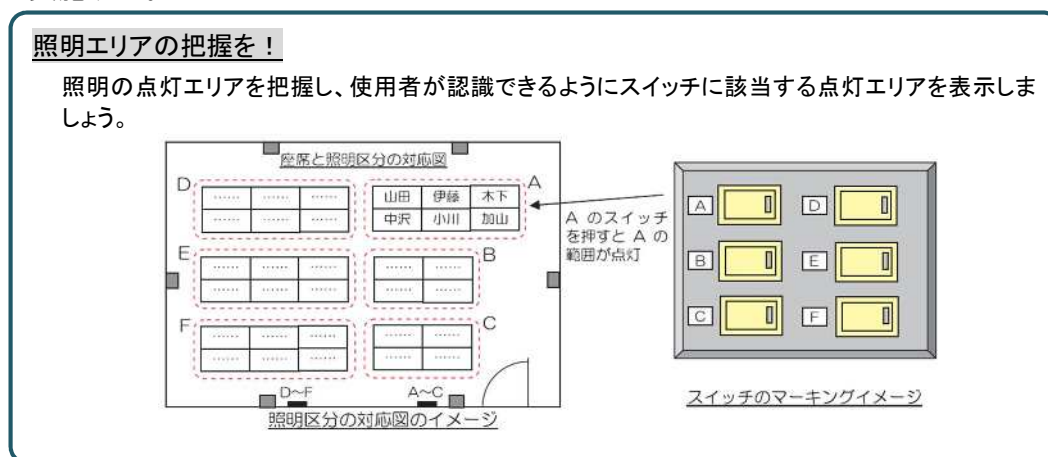 照明エリアの把握を！
照明の点灯エリアを把握し、使用者が認識できるようにスイッチに該当する点灯エリアを表示しま
しょう。
座席と照明区分の対応図
D
A
…… …… ……
…… …… ……
山田 伊藤 木下
中沢 小川 加山
A のスイッチ
を押すと A の
範囲が点灯
E
B
…… …… ……
…… …… ……
…… ……
…… ……
F
C
…… …… ……
…… …… ……
…… ……
…… ……
D～F
A～C
照明区分の対応図のイメージ
A
D
B
E
C
F
スイッチのマーキングイメージ